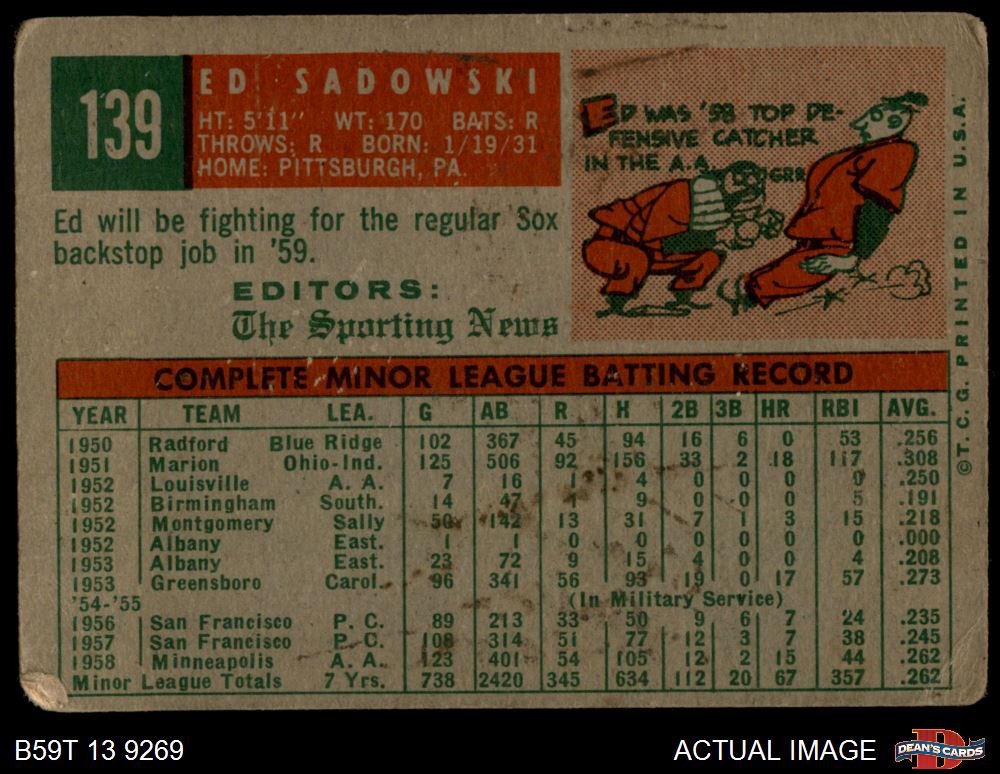 139
ED SADOWSKI
HT: 5'11" WT: 170 BATS: R
THROWS: R BORN: 1/19/31
HOME: PITTSBURGH, PA.
Ed will be fighting for the regular Sox
backstop job in '59.
EDITORS:
The Sporting News
ED WAS '58 TOP DE-
FENSIVE CATCHER
IN THE A.A.
GRR
COMPLETE MINOR LEAGUE BATTING RECORD
YEAR TEAM LEA. G AB R H 2B 3B HR RBI AVG.
1950 Radford Blue Ridge 102 367 45 94 16 6 0 53 .256
1951 Marion Ohio-Ind. 125 506 92 156 33 2 18 117 .308
1952 Louisville A. A. 7 16 1 4 0 0 0 0 .250
1952 Birmingham South. 14 47 1 9 0 0 0 5 .191
1952 Montgomery Sally 50 142 13 31 7 1 3 15 .218
1952 Albany East. 1 1 0 0 0 0 0 0 .000
1953 Albany East. 23 72 9 15 4 0 0 4 .208
1953 Greensboro Carol. 96 341 56 93 19 0 17 57 .273
'54-'55 (In Military Service)
1956 San Francisco P. C. 89 213 33 50 9 6 7 24 .235
1957 San Francisco P. C. 108 314 51 77 12 3 7 38 .245
1958 Minneapolis A. A. 123 401 54 105 12 2 15 44 .262
Minor League Totals 7 Yrs. 738 2420 345 634 112 20 67 357 .262
©T. C. G. PRINTED IN U.S.A.
B59T 13 9269
ACTUAL IMAGE
D
DEAN'S CARDS